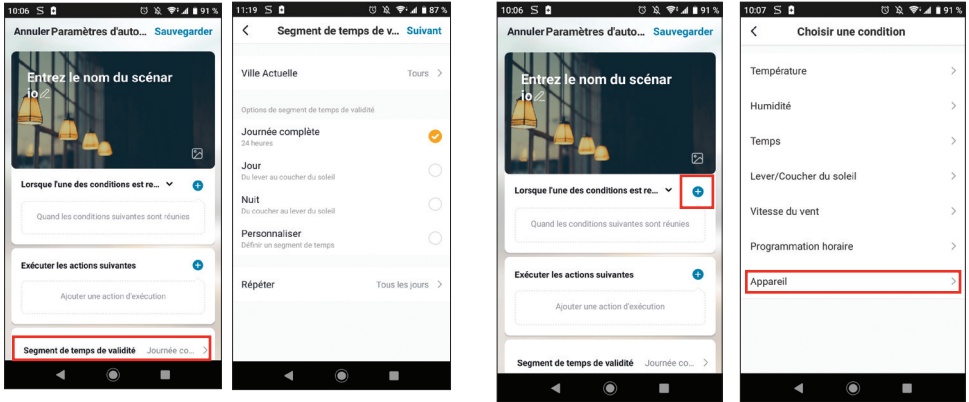 10:06 S 91 %
Annuler Paramètres d'auto... Sauvegarder
Entrez le nom du scénar
io
Lorsque l'une des conditions est re...
Quand les conditions suivantes sont réunies
Exécuter les actions suivantes
Ajouter une action d'exécution
Segment de temps de validité Journée co... >
11:19 S 87 %
< Segment de temps de v... Suivant
Ville Actuelle Tours >
Options de segment de temps de validité
Journée complète
24 heures
Jour
Du lever au coucher du soleil
Nuit
Du coucher au lever du soleil
Personnaliser
Définir un segment de temps
Répéter Tous les jours >
10:06 S 91 %
Annuler Paramètres d'auto... Sauvegarder
Entrez le nom du scénar
io
Lorsque l'une des conditions est re...
Quand les conditions suivantes sont réunies
Exécuter les actions suivantes
Ajouter une action d'exécution
Segment de temps de validité Journée co... >
10:07 S 91 %
< Choisir une condition
Température >
Humidité >
Temps >
Lever/Coucher du soleil >
Vitesse du vent >
Programmation horaire >
Appareil >